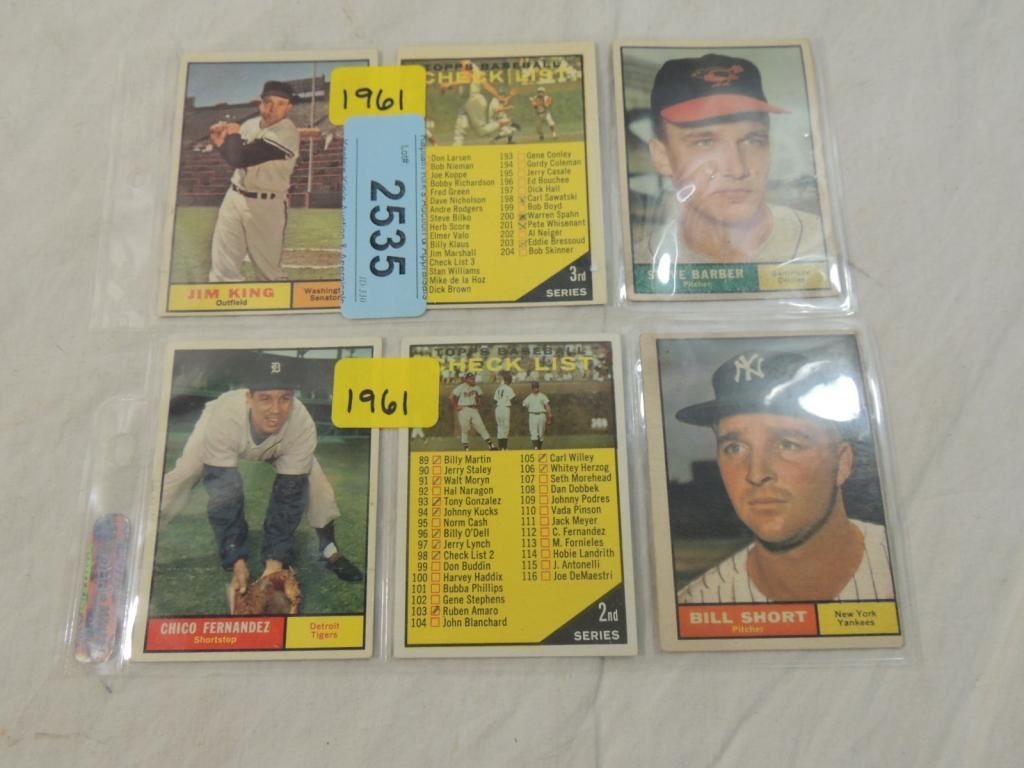 JIM KING
Outfield
Washingt
Senator
1961
Lot#
2535
ID 330
TOPPS BASEBALL
CHECK LIST
Don Larsen
Bob Nieman
Joe Koppe
Bobby Richardson
Fred Green
Dave Nicholson
Andre Rodgers
Steve Bilko
Herb Score
Elmer Valo
Billy Klaus
Jim Marshall
Check List 3
Stan Williams
Mike de la Hoz
Dick Brown
193 Gene Conley
194 Gordy Coleman
195 Jerry Casale
196 Ed Bouchee
197 Dick Hall
198 Carl Sawatski
199 Bob Boyd
200 Warren Spahn
201 Pete Whisenant
202 Al Neiger
203 Eddie Bressoud
204 Bob Skinner
3rd
SERIES
STEVE BARBER
Pitcher
Baltimore
Orioles
D
CHICO FERNANDEZ
Shortstop
Detroit
Tigers
1961
TOPPS BASEBALL
CHECK LIST
89 Billy Martin
90 Jerry Staley
91 Walt Moryn
92 Hal Naragon
93 Tony Gonzalez
94 Johnny Kucks
95 Norm Cash
96 Billy O'Dell
97 Jerry Lynch
98 Check List 2
99 Don Buddin
100 Harvey Haddix
101 Bubba Phillips
102 Gene Stephens
103 Ruben Amaro
104 John Blanchard
105 Carl Willey
106 Whitey Herzog
107 Seth Morehead
108 Dan Dobbek
109 Johnny Podres
110 Vada Pinson
111 Jack Meyer
112 C. Fernandez
113 M. Fornieles
114 Hobie Landrith
115 J. Antonelli
116 Joe DeMaestri
2nd
SERIES
NY
BILL SHORT
Pitcher
New York
Yankees